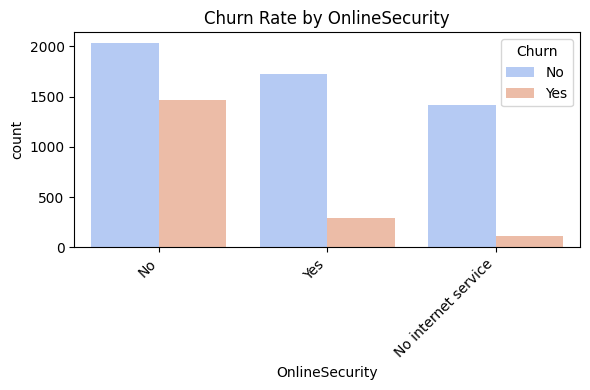 Churn Rate by OnlineSecurity
Churn
No
Yes
2000
1500
1000
500
0
count
No
Yes
No internet service
OnlineSecurity